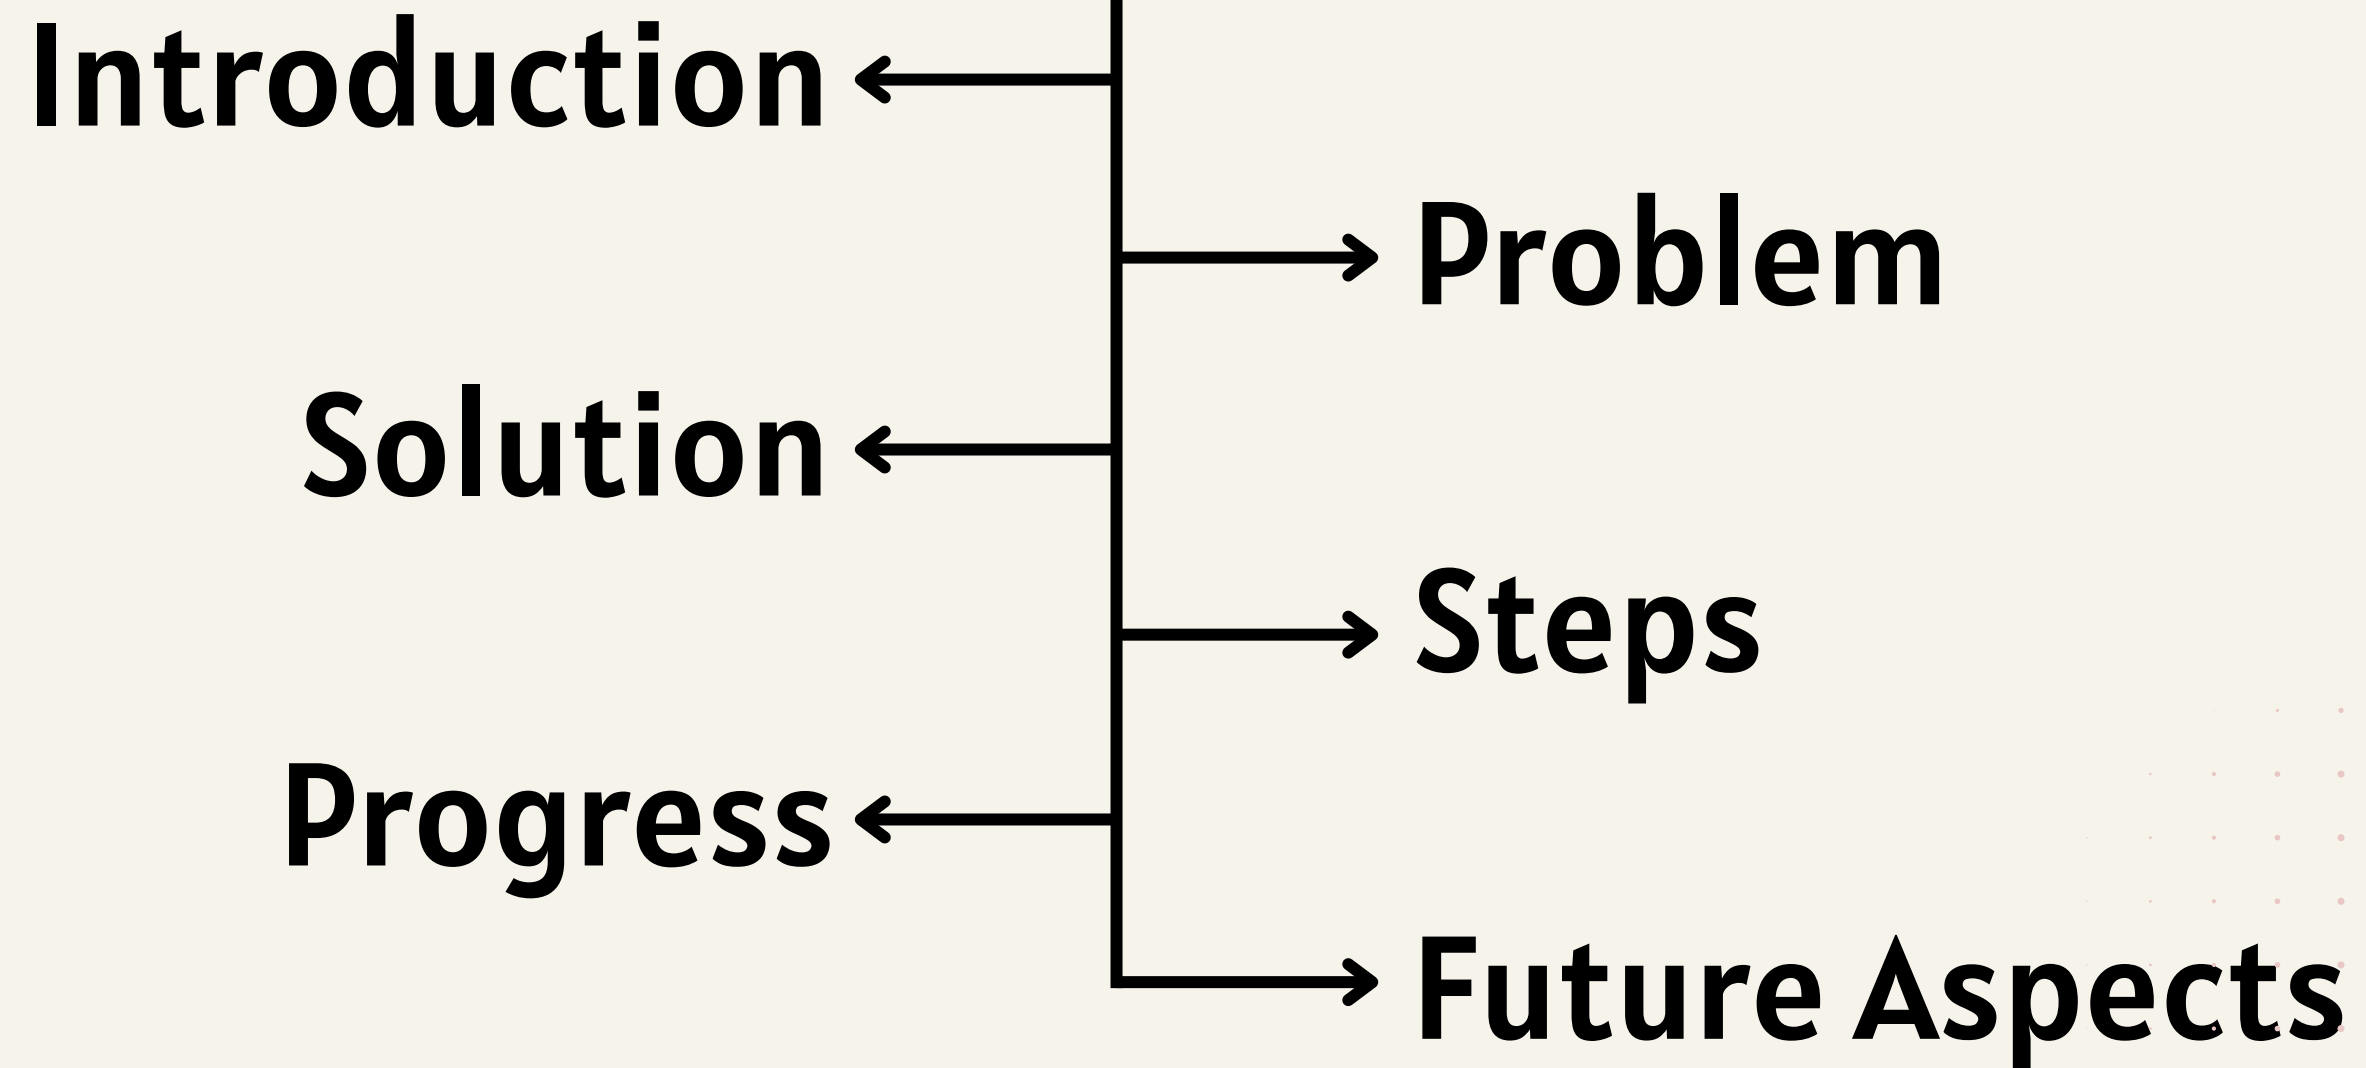 Introduction
Problem
Solution
Steps
Progress
Future Aspects